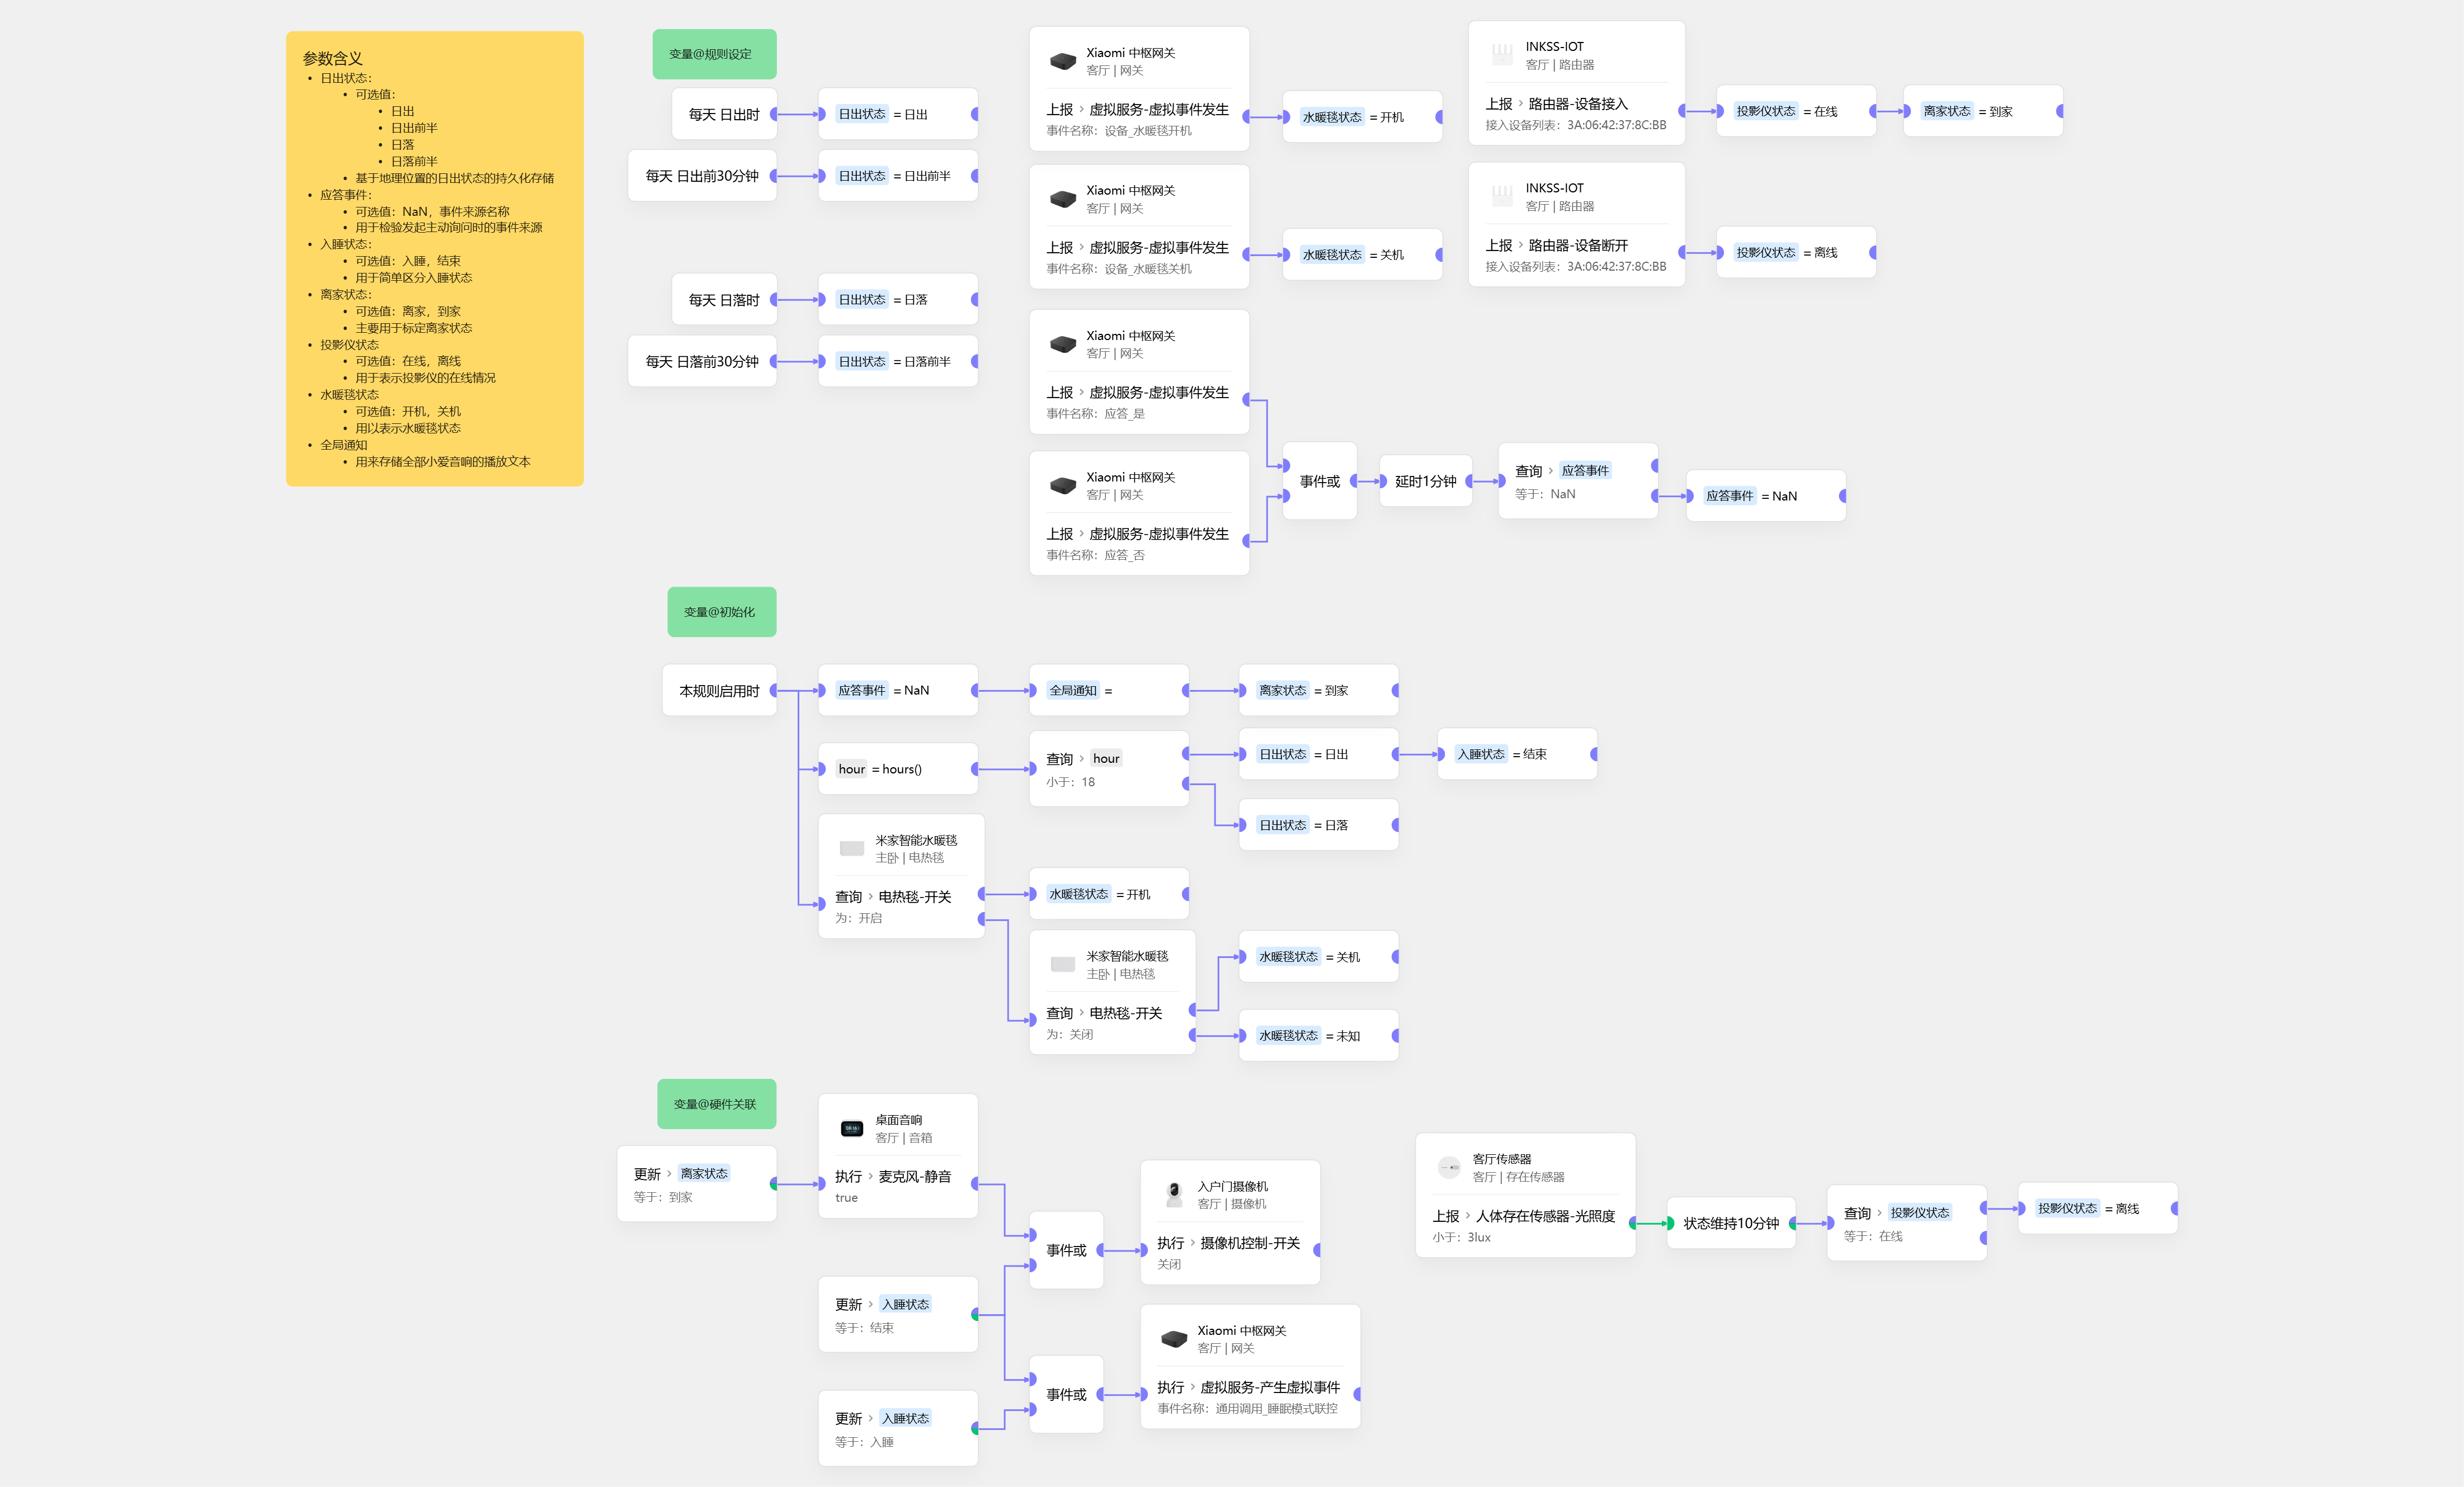 参数含义
• 日出状态：
• 可选值：
• 日出
• 日出前半
• 日落
• 日落前半
• 基于地理位置的日出状态的持久化存储
• 应答事件：
• 可选值：NaN，事件来源名称
• 用于检验发起主动询问时的事件来源
• 入睡状态：
• 可选值：入睡，结束
• 用于简单区分入睡状态
• 离家状态：
• 可选值：离家，到家
• 主要用于标定离家状态
• 投影仪状态
• 可选值：在线，离线
• 用于表示投影仪的在线情况
• 水暖毯状态
• 可选值：开机，关机
• 用以表示水暖毯状态
• 全局通知
• 用来存储全部小爱音响的播放文本
变量@规则设定
每天 日出时
日出状态 = 日出
每天 日出前30分钟
日出状态 = 日出前半
每天 日落时
日出状态 = 日落
每天 日落前30分钟
日出状态 = 日落前半
Xiaomi 中枢网关
客厅 | 网关
上报 › 虚拟服务-虚拟事件发生
事件名称：设备_水暖毯开机
水暖毯状态 = 开机
Xiaomi 中枢网关
客厅 | 网关
上报 › 虚拟服务-虚拟事件发生
事件名称：设备_水暖毯关机
水暖毯状态 = 关机
INKSS-IOT
客厅 | 路由器
上报 › 路由器-设备接入
接入设备列表：3A:06:42:37:8C:BB
投影仪状态 = 在线
离家状态 = 到家
INKSS-IOT
客厅 | 路由器
上报 › 路由器-设备断开
接入设备列表：3A:06:42:37:8C:BB
投影仪状态 = 离线
Xiaomi 中枢网关
客厅 | 网关
上报 › 虚拟服务-虚拟事件发生
事件名称：应答_是
Xiaomi 中枢网关
客厅 | 网关
上报 › 虚拟服务-虚拟事件发生
事件名称：应答_否
事件或
延时1分钟
查询 › 应答事件
等于：NaN
应答事件 = NaN
变量@初始化
本规则启用时
应答事件 = NaN
全局通知 =
离家状态 = 到家
hour = hours()
查询 › hour
小于：18
日出状态 = 日出
入睡状态 = 结束
日出状态 = 日落
米家智能水暖毯
主卧 | 电热毯
查询 › 电热毯-开关
为：开启
水暖毯状态 = 开机
米家智能水暖毯
主卧 | 电热毯
查询 › 电热毯-开关
为：关闭
水暖毯状态 = 关机
水暖毯状态 = 未知
变量@硬件关联
更新 › 离家状态
等于：到家
桌面音响
客厅 | 音箱
执行 › 麦克风-静音
true
更新 › 入睡状态
等于：结束
更新 › 入睡状态
等于：入睡
事件或
事件或
入户门摄像机
客厅 | 摄像机
执行 › 摄像机控制-开关
关闭
Xiaomi 中枢网关
客厅 | 网关
执行 › 虚拟服务-产生虚拟事件
事件名称：通用调用_睡眠模式联控
客厅传感器
客厅 | 存在传感器
上报 › 人体存在传感器-光照度
小于：3lux
状态维持10分钟
查询 › 投影仪状态
等于：在线
投影仪状态 = 离线